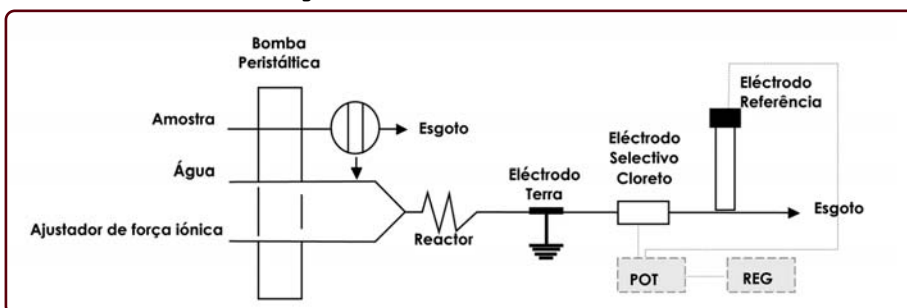 Bomba
Peristáltica
Amostra
Esgoto
Água
Ajustador de força iónica
Reactor
Eléctrodo
Terra
Eléctrodo
Selectivo
Cloreto
Eléctrodo
Referência
Esgoto
POT
REG